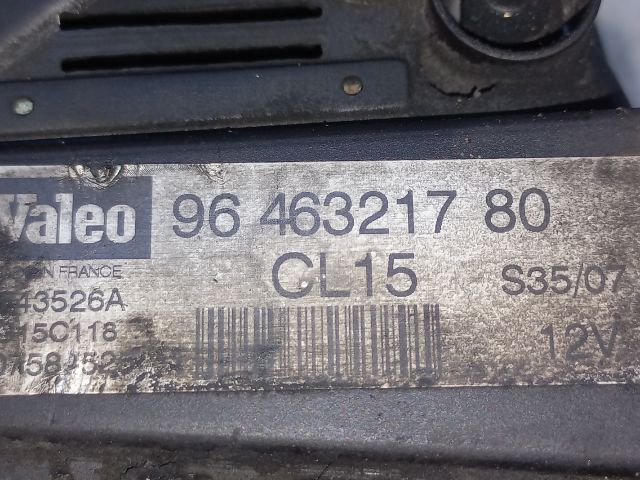 Valeo 96 463217 80
IN FRANCE CL15 S35/07
43526A
15C118 12V